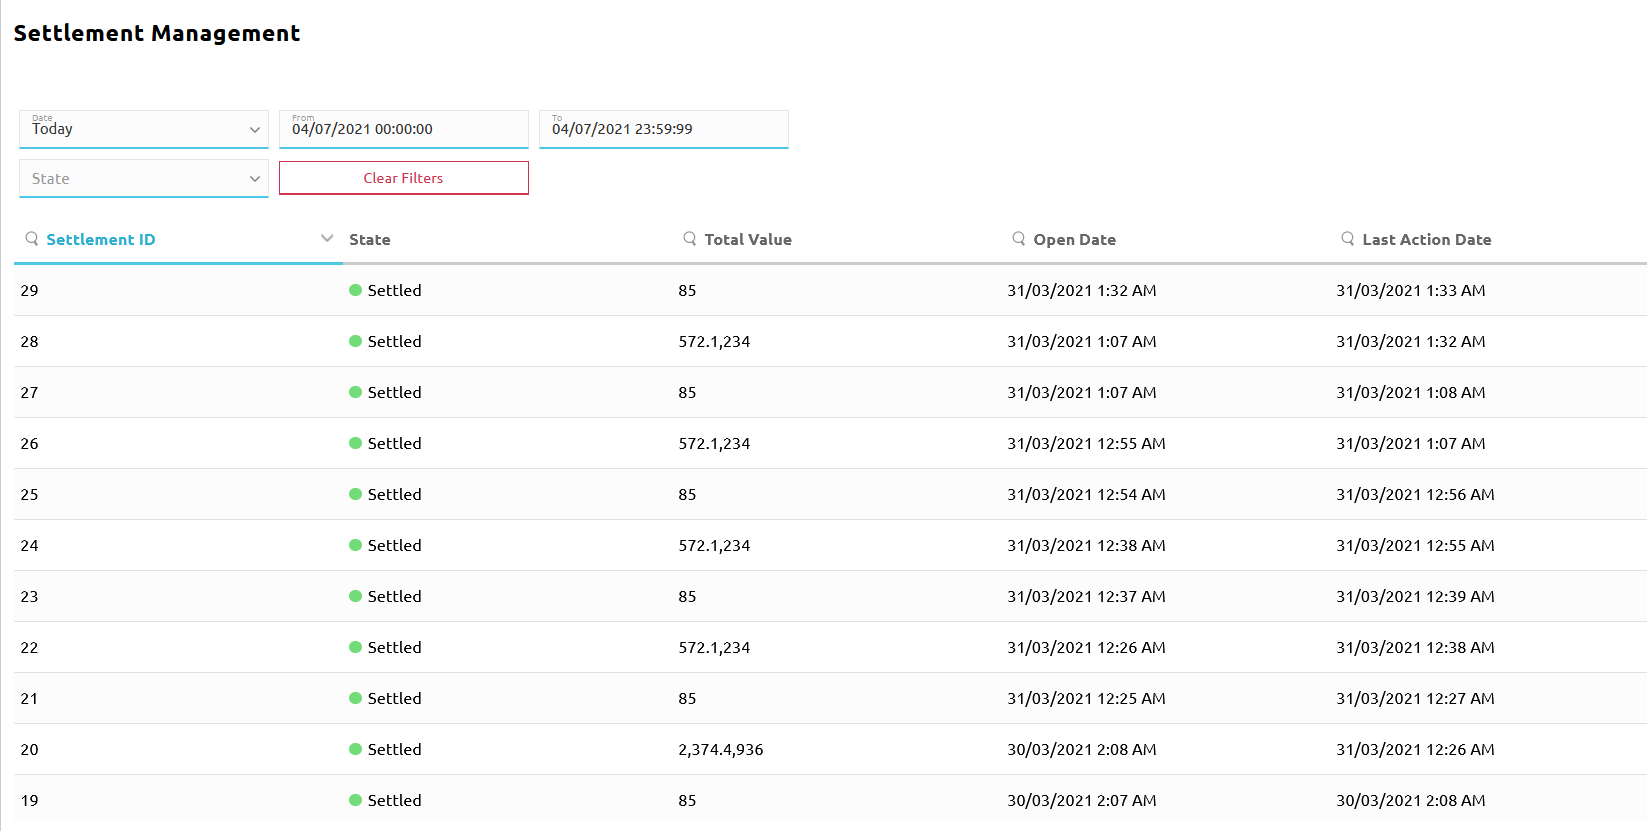 Settlement Management
Date From To
Today 04/07/2021 00:00:00 04/07/2021 23:59:99
State Clear Filters
Settlement ID State Total Value Open Date Last Action Date
29 Settled 85 31/03/2021 1:32 AM 31/03/2021 1:33 AM
28 Settled 572.1,234 31/03/2021 1:07 AM 31/03/2021 1:32 AM
27 Settled 85 31/03/2021 1:07 AM 31/03/2021 1:08 AM
26 Settled 572.1,234 31/03/2021 12:55 AM 31/03/2021 1:07 AM
25 Settled 85 31/03/2021 12:54 AM 31/03/2021 12:56 AM
24 Settled 572.1,234 31/03/2021 12:38 AM 31/03/2021 12:55 AM
23 Settled 85 31/03/2021 12:37 AM 31/03/2021 12:39 AM
22 Settled 572.1,234 31/03/2021 12:26 AM 31/03/2021 12:38 AM
21 Settled 85 31/03/2021 12:25 AM 31/03/2021 12:27 AM
20 Settled 2,374.4,936 30/03/2021 2:08 AM 31/03/2021 12:26 AM
19 Settled 85 30/03/2021 2:07 AM 30/03/2021 2:08 AM